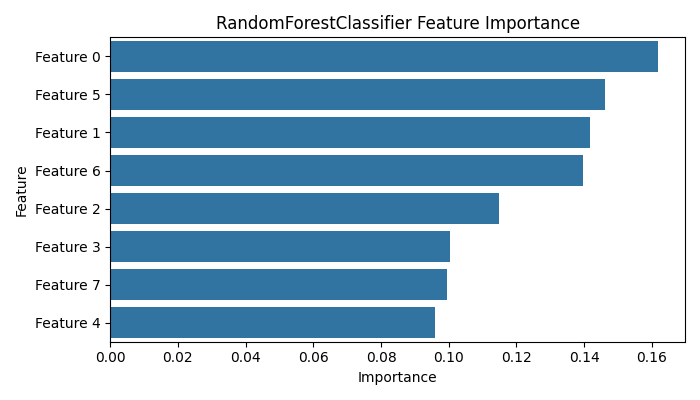 RandomForestClassifier Feature Importance
Feature
Feature 0
Feature 5
Feature 1
Feature 6
Feature 2
Feature 3
Feature 7
Feature 4
0.00 0.02 0.04 0.06 0.08 0.10 0.12 0.14 0.16
Importance